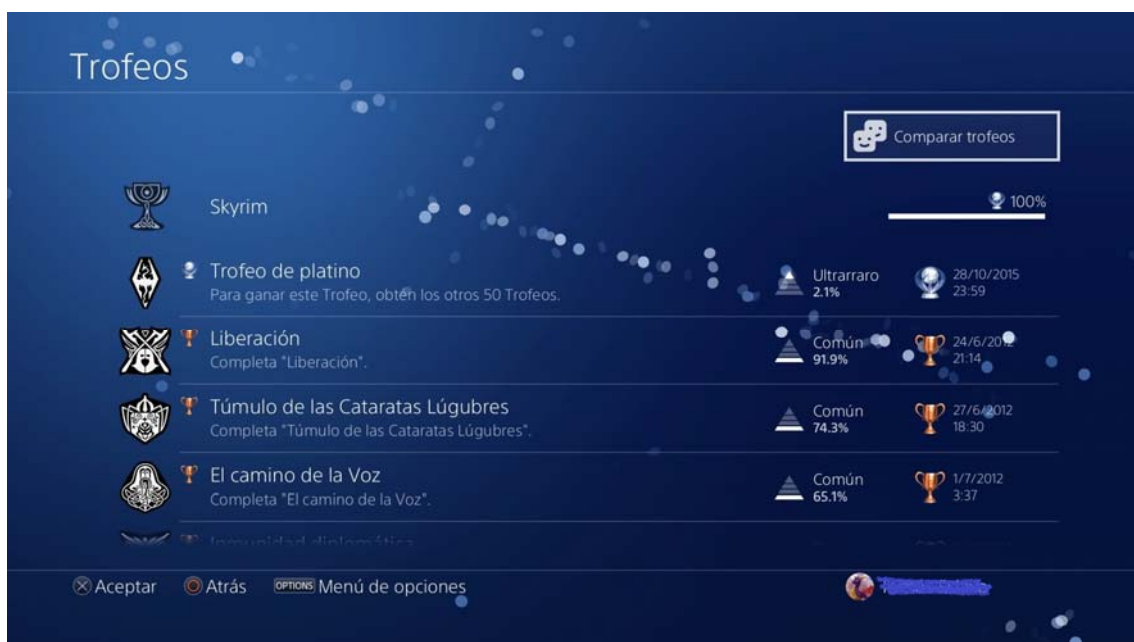 Trofeos
Comparar trofeos
Skyrim
100%
Trofeo de platino
Para ganar este Trofeo, obtén los otros 50 Trofeos.
Ultrarraro
2.1%
28/10/2015
23:59
Liberación
Completa "Liberación".
Común
91.9%
24/6/2012
21:14
Túmulo de las Cataratas Lúgubres
Completa "Túmulo de las Cataratas Lúgubres".
Común
74.3%
27/6/2012
18:30
El camino de la Voz
Completa "El camino de la Voz".
Común
65.1%
1/7/2012
3:37
Inmunidad diplomática
Aceptar
Atrás
OPTIONS Menú de opciones